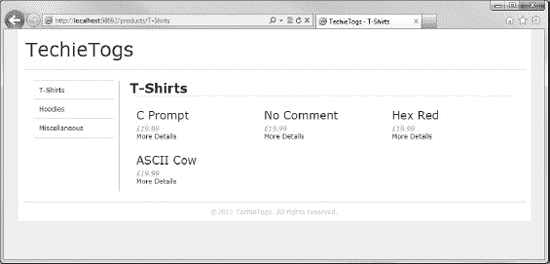 http://localhost:58692/products/T-Shirts
TechieTogs - T-Shirts
TechieTogs
T-Shirts
Hoodies
Miscellaneous
T-Shirts
C Prompt
£19.99
More Details
No Comment
£19.99
More Details
Hex Red
£19.99
More Details
ASCII Cow
£19.99
More Details
©2013 TechieTogs. All rights reserved.